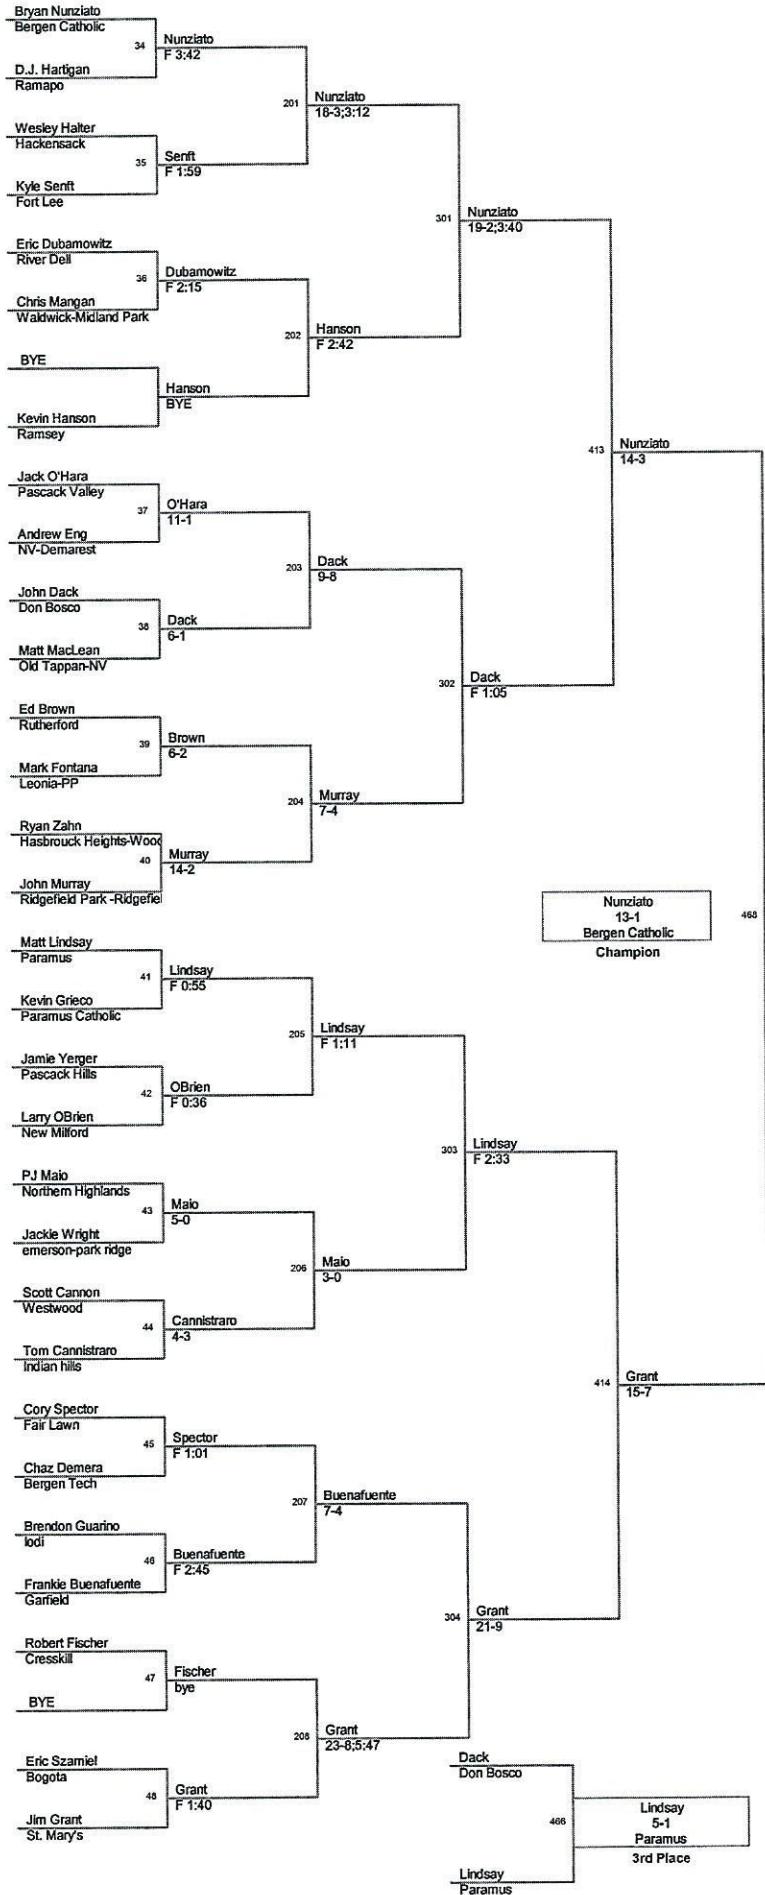 Bryan Nunziato
Bergen Catholic
34
Nunziato
F 3:42
D.J. Hartigan
Ramapo
201
Nunziato
18-3;3:12
Wesley Halter
Hackensack
35
Senft
F 1:59
Kyle Senft
Fort Lee
301
Nunziato
19-2;3:40
Eric Dubamowitz
River Dell
36
Dubamowitz
F 2:15
Chris Mangan
Waldwick-Midland Park
202
Hanson
F 2:42
BYE
Hanson
BYE
Kevin Hanson
Ramsey
413
Nunziato
14-3
Jack O'Hara
Pascack Valley
37
O'Hara
11-1
Andrew Eng
NV-Demarest
203
Dack
9-8
John Dack
Don Bosco
38
Dack
6-1
Matt MacLean
Old Tappan-NV
302
Dack
F 1:05
Ed Brown
Rutherford
39
Brown
6-2
Mark Fontana
Leonia-PP
204
Murray
7-4
Ryan Zahn
Hasbrouck Heights-Wood
40
Murray
14-2
John Murray
Ridgefield Park -Ridgefiel
Nunziato
13-1
Bergen Catholic
Champion
468
Matt Lindsay
Paramus
41
Lindsay
F 0:55
Kevin Grieco
Paramus Catholic
205
Lindsay
F 1:11
Jamie Yerger
Pascack Hills
42
OBrien
F 0:36
Larry OBrien
New Milford
303
Lindsay
F 2:33
PJ Maio
Northern Highlands
43
Maio
5-0
Jackie Wright
emerson-park ridge
206
Maio
3-0
Scott Cannon
Westwood
44
Cannistraro
4-3
Tom Cannistraro
Indian hills
414
Grant
15-7
Cory Spector
Fair Lawn
45
Spector
F 1:01
Chaz Demera
Bergen Tech
207
Buenafuente
7-4
Brendon Guarino
lodi
46
Buenafuente
F 2:45
Frankie Buenafuente
Garfield
304
Grant
21-9
Robert Fischer
Cresskill
47
Fischer
bye
BYE
208
Grant
23-8;5:47
Eric Szamiel
Bogota
48
Grant
F 1:40
Jim Grant
St. Mary's
Dack
Don Bosco
466
Lindsay
5-1
Paramus
3rd Place
Lindsay
Paramus